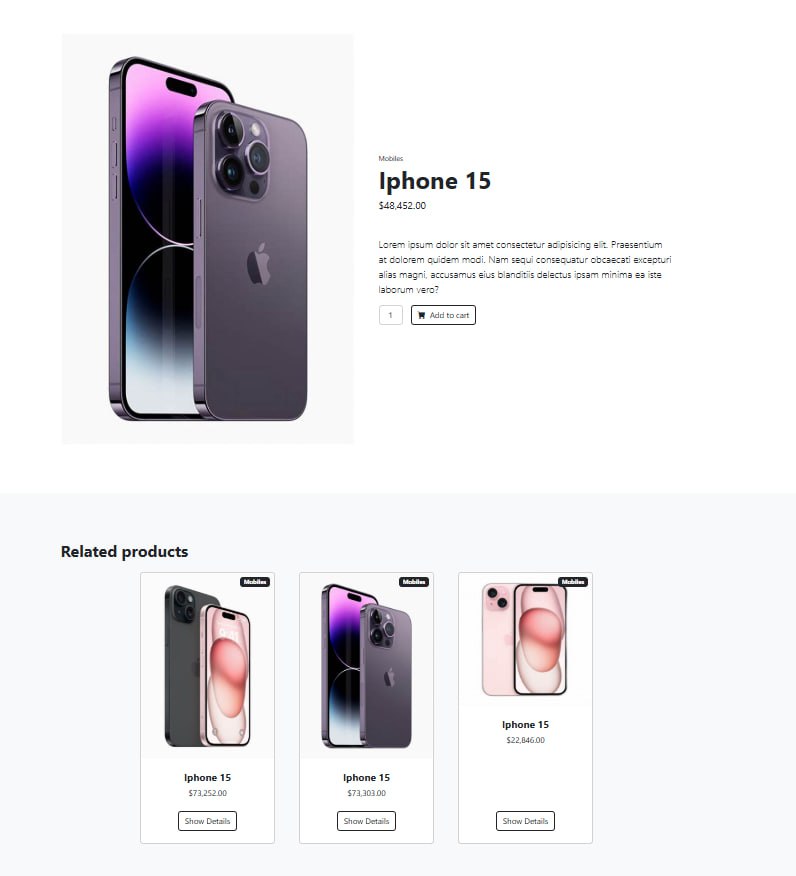 Mobiles
Iphone 15
$48,452.00
Lorem ipsum dolor sit amet consectetur adipisicing elit. Praesentium
at dolorem quidem modi. Nam sequi consequatur obcaecati excepturi
alias magni, accusamus eius blanditiis delectus ipsam minima ea iste
laborum vero?
1
Add to cart
Related products
Mobiles
Iphone 15
$73,252.00
Show Details
Mobiles
Iphone 15
$73,303.00
Show Details
Mobiles
Iphone 15
$22,846.00
Show Details